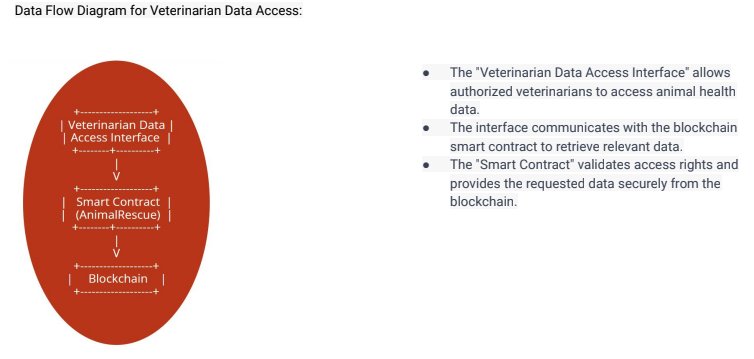 Data Flow Diagram for Veterinarian Data Access:
+-------------------+
| Veterinarian Data |
| Access Interface |
+--------+----------+
|
V
+-------------------+
| Smart Contract |
| (AnimalRescue) |
+--------+----------+
|
V
+-------------------+
| Blockchain |
+-------------------+
● The "Veterinarian Data Access Interface" allows
authorized veterinarians to access animal health
data.
● The interface communicates with the blockchain
smart contract to retrieve relevant data.
● The "Smart Contract" validates access rights and
provides the requested data securely from the
blockchain.